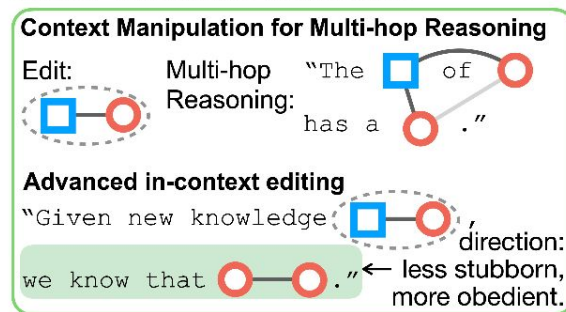 Context Manipulation for Multi-hop Reasoning
Edit: Multi-hop Reasoning: "The of
has a ."
Advanced in-context editing
"Given new knowledge ,
direction:
we know that ." ← less stubborn,
more obedient.